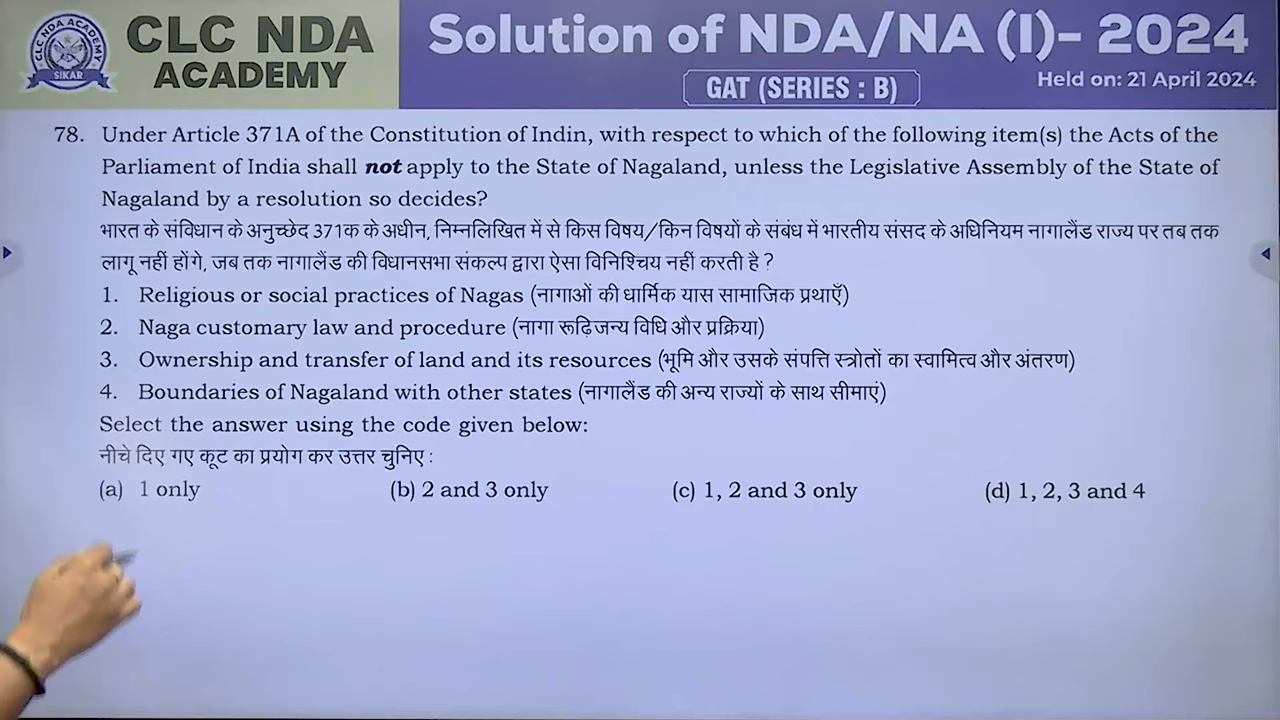 CLC NDA ACADEMY
SIKAR
CLC NDA
ACADEMY
Solution of NDA/NA (I)- 2024
GAT (SERIES : B)
Held on: 21 April 2024
78. Under Article 371A of the Constitution of Indin, with respect to which of the following item(s) the Acts of the
Parliament of India shall not apply to the State of Nagaland, unless the Legislative Assembly of the State of
Nagaland by a resolution so decides?
भारत के संविधान के अनुच्छेद 371क के अधीन, निम्नलिखित में से किस विषय/किन विषयों के संबंध में भारतीय संसद के अधिनियम नागालैंड राज्य पर तब तक
लागू नहीं होंगे, जब तक नागालैंड की विधानसभा संकल्प द्वारा ऐसा विनिश्चिय नहीं करती है ?
1. Religious or social practices of Nagas (नागाओं की धार्मिक यास सामाजिक प्रथाएँ)
2. Naga customary law and procedure (नागा रूढ़िजन्य विधि और प्रक्रिया)
3. Ownership and transfer of land and its resources (भूमि और उसके संपत्ति स्त्रोतों का स्वामित्व और अंतरण)
4. Boundaries of Nagaland with other states (नागालैंड की अन्य राज्यों के साथ सीमाएं)
Select the answer using the code given below:
नीचे दिए गए कूट का प्रयोग कर उत्तर चुनिए :
(a) 1 only (b) 2 and 3 only (c) 1, 2 and 3 only (d) 1, 2, 3 and 4